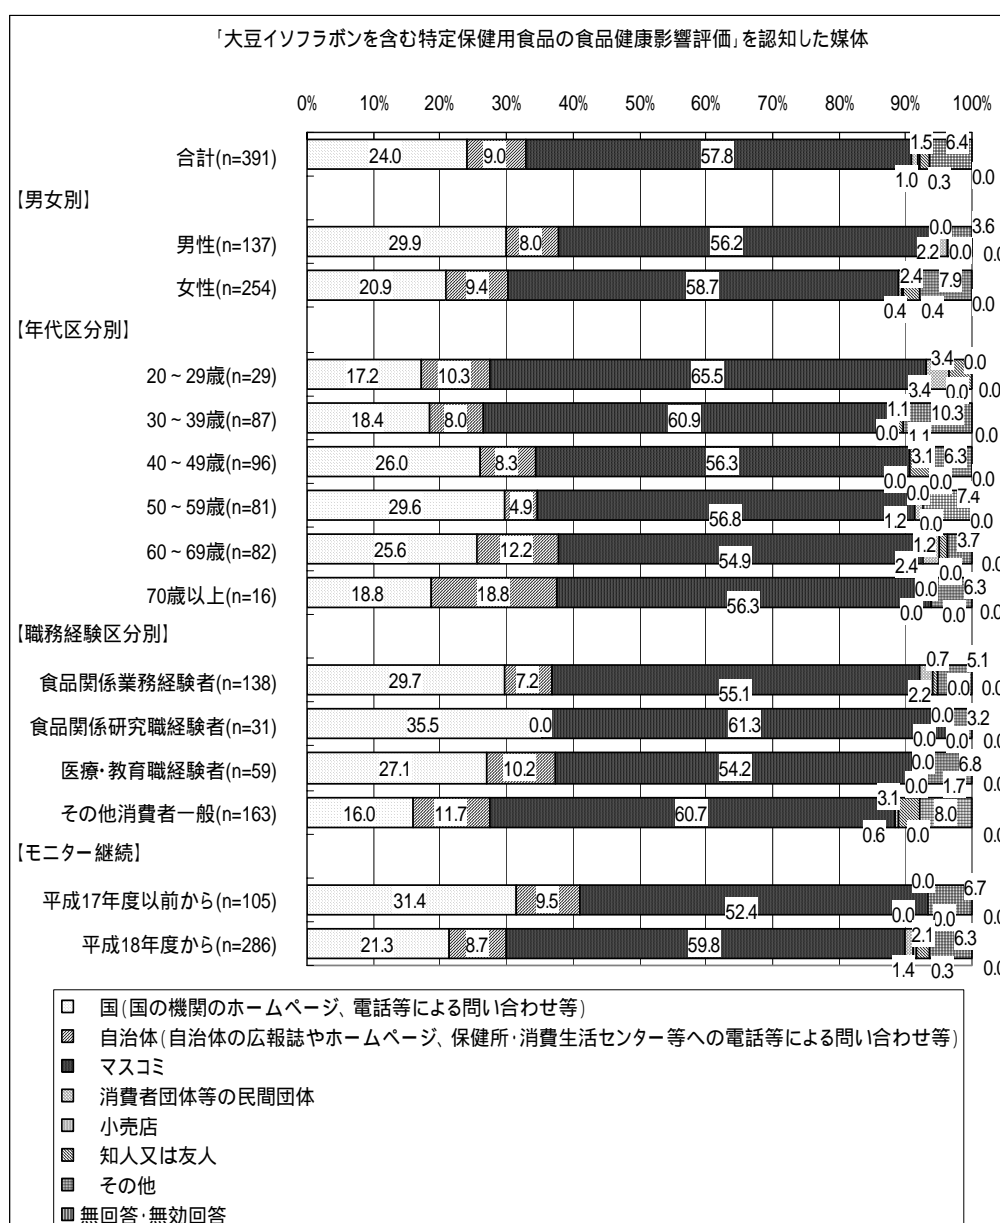 「大豆イソフラボンを含む特定保健用食品の食品健康影響評価」を認知した媒体
0% 10% 20% 30% 40% 50% 60% 70% 80% 90% 100%
合計(n=391) 24.0 9.0 57.8 1.0 1.5 0.3 6.4 0.0
【男女別】
男性(n=137) 29.9 8.0 56.2 2.2 0.0 0.0 3.6 0.0
女性(n=254) 20.9 9.4 58.7 0.4 2.4 0.4 7.9 0.0
【年代区分別】
20~29歳(n=29) 17.2 10.3 65.5 3.4 3.4 0.0 0.0 0.0
30~39歳(n=87) 18.4 8.0 60.9 0.0 1.1 1.1 10.3 0.0
40~49歳(n=96) 26.0 8.3 56.3 0.0 3.1 0.0 6.3 0.0
50~59歳(n=81) 29.6 4.9 56.8 1.2 0.0 0.0 7.4 0.0
60~69歳(n=82) 25.6 12.2 54.9 2.4 1.2 0.0 3.7 0.0
70歳以上(n=16) 18.8 18.8 56.3 0.0 0.0 0.0 6.3 0.0
【職務経験区分別】
食品関係業務経験者(n=138) 29.7 7.2 55.1 2.2 0.7 0.0 5.1 0.0
食品関係研究職経験者(n=31) 35.5 0.0 61.3 0.0 0.0 0.0 3.2 0.0
医療・教育職経験者(n=59) 27.1 10.2 54.2 0.0 0.0 1.7 6.8 0.0
その他消費者一般(n=163) 16.0 11.7 60.7 0.6 3.1 0.0 8.0 0.0
【モニター継続】
平成17年度以前から(n=105) 31.4 9.5 52.4 0.0 0.0 0.0 6.7 0.0
平成18年度から(n=286) 21.3 8.7 59.8 1.4 2.1 0.3 6.3 0.0
国(国の機関のホームページ、電話等による問い合わせ等)
自治体(自治体の広報誌やホームページ、保健所・消費生活センター等への電話等による問い合わせ等)
マスコミ
消費者団体等の民間団体
小売店
知人又は友人
その他
無回答・無効回答